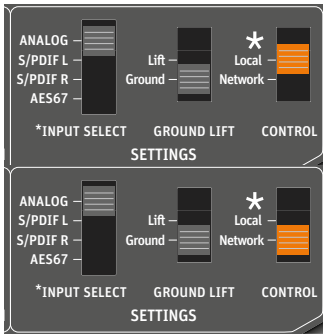 ANALOG
S/PDIF L
S/PDIF R
AES67
Lift
Ground
*
Local
Network
*INPUT SELECT GROUND LIFT CONTROL
SETTINGS
ANALOG
S/PDIF L
S/PDIF R
AES67
Lift
Ground
*
Local
Network
*INPUT SELECT GROUND LIFT CONTROL
SETTINGS